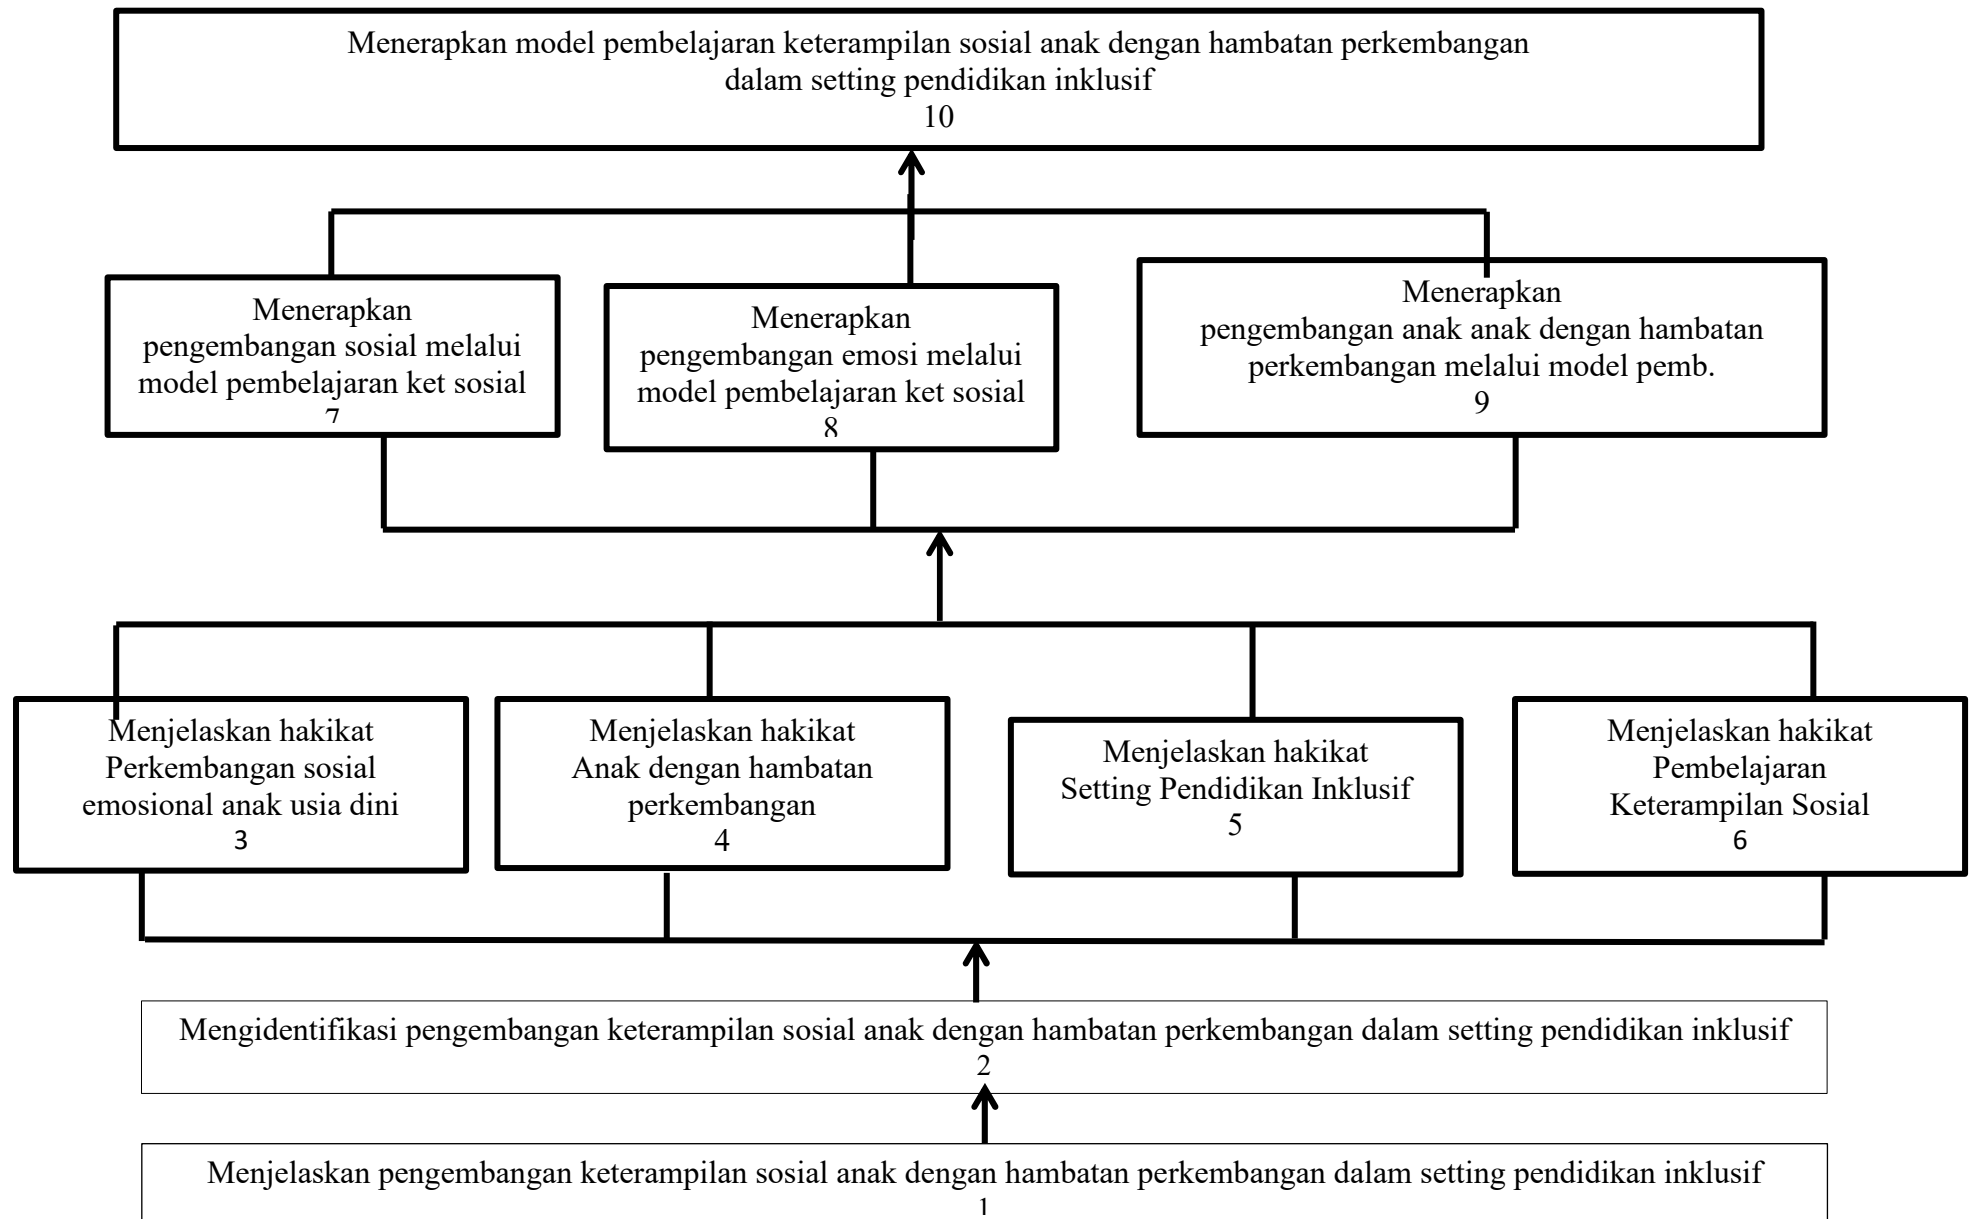 Menerapkan model pembelajaran keterampilan sosial anak dengan hambatan perkembangan
dalam setting pendidikan inklusif
10
Menerapkan
pengembangan sosial melalui
model pembelajaran ket sosial
7
Menerapkan
pengembangan emosi melalui
model pembelajaran ket sosial
8
Menerapkan
pengembangan anak anak dengan hambatan
perkembangan melalui model pemb.
9
Menjelaskan hakikat
Perkembangan sosial
emosional anak usia dini
3
Menjelaskan hakikat
Anak dengan hambatan
perkembangan
4
Menjelaskan hakikat
Setting Pendidikan Inklusif
5
Menjelaskan hakikat
Pembelajaran
Keterampilan Sosial
6
Mengidentifikasi pengembangan keterampilan sosial anak dengan hambatan perkembangan dalam setting pendidikan inklusif
2
Menjelaskan pengembangan keterampilan sosial anak dengan hambatan perkembangan dalam setting pendidikan inklusif
1